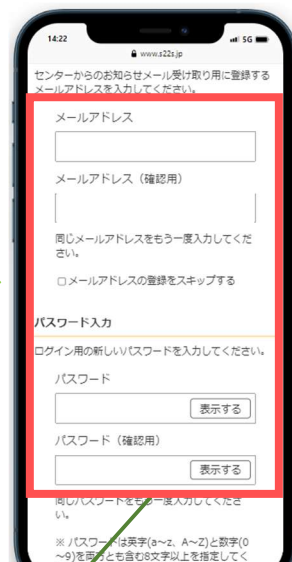 14:22
5G
www.s22s.jp
センターからのお知らせメール受け取り用に登録する
メールアドレスを入力してください。
メールアドレス
メールアドレス（確認用）
同じメールアドレスをもう一度入力してくだ
さい。
メールアドレスの登録をスキップする
パスワード入力
ログイン用の新しいパスワードを入力してください。
パスワード
表示する
パスワード（確認用）
表示する
同じパスワードをもう一度入力してくださ
い。
※ パスワードは英字(a～z、A～Z)と数字(0
～9)を両方とも含む8文字以上を指定してく